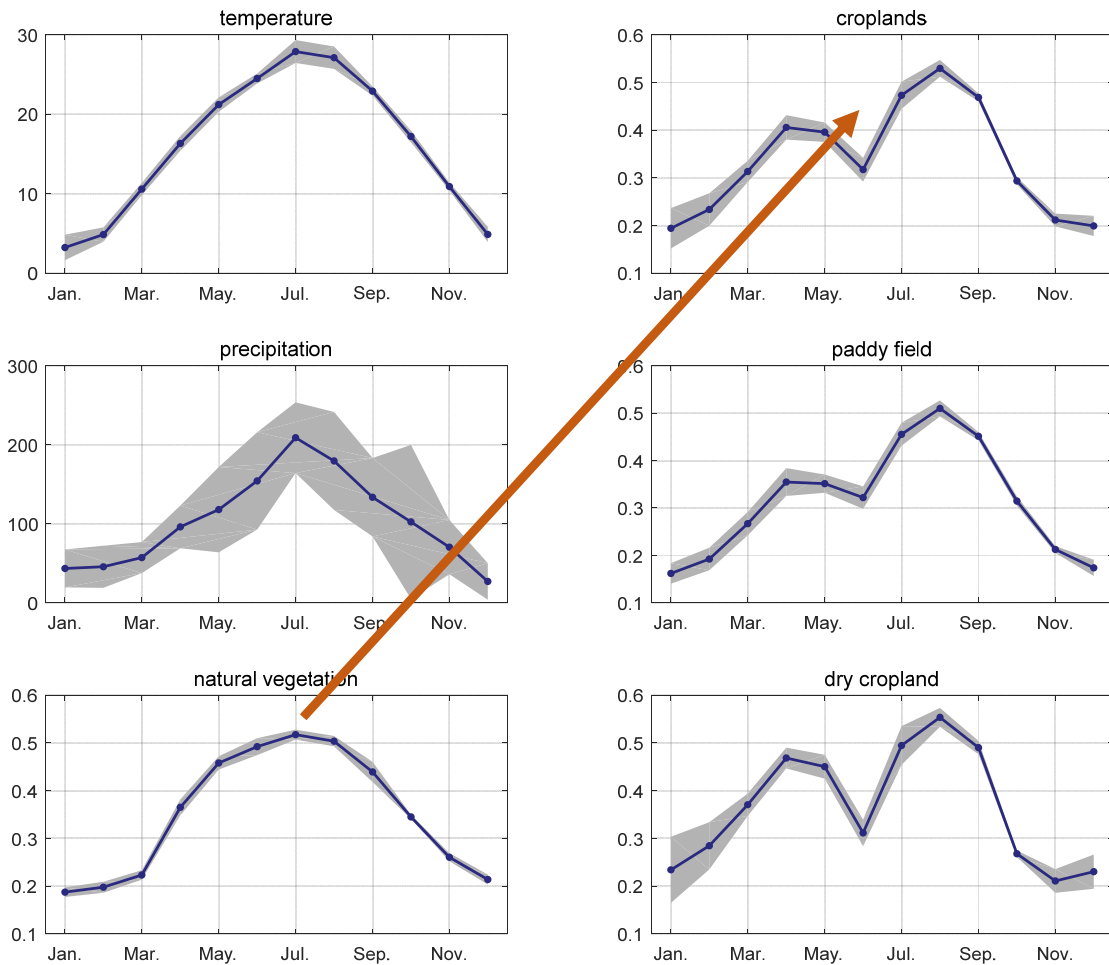 temperature
30
20
10
0
Jan. Mar. May. Jul. Sep. Nov.
croplands
0.6
0.5
0.4
0.3
0.2
0.1
Jan. Mar. May. Jul. Sep. Nov.
precipitation
300
200
100
0
Jan. Mar. May. Jul. Sep. Nov.
paddy field
0.6
0.5
0.4
0.3
0.2
0.1
Jan. Mar. May. Jul. Sep. Nov.
natural vegetation
0.6
0.5
0.4
0.3
0.2
0.1
Jan. Mar. May. Jul. Sep. Nov.
dry cropland
0.6
0.5
0.4
0.3
0.2
0.1
Jan. Mar. May. Jul. Sep. Nov.